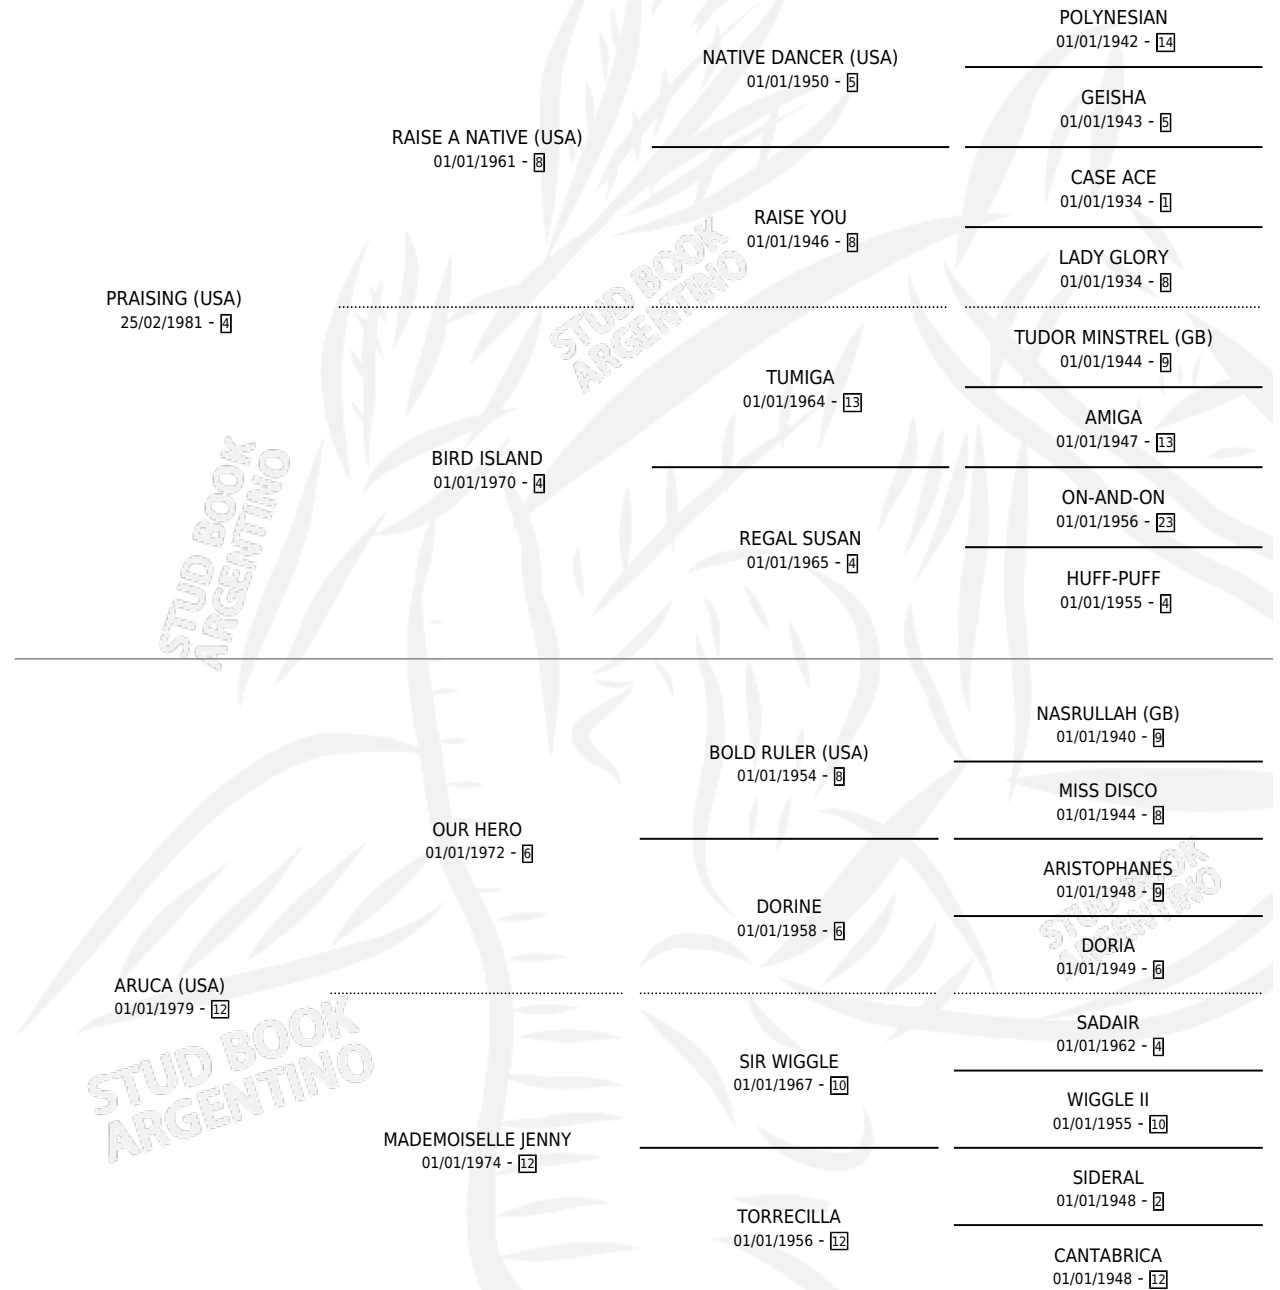 POLYNESIAN
01/01/1942 - 14
NATIVE DANCER (USA)
01/01/1950 - 5
GEISHA
01/01/1943 - 5
RAISE A NATIVE (USA)
01/01/1961 - 8
CASE ACE
01/01/1934 - 1
RAISE YOU
01/01/1946 - 8
LADY GLORY
01/01/1934 - 8
PRAISING (USA)
25/02/1981 - 4
TUDOR MINSTREL (GB)
01/01/1944 - 9
TUMIGA
01/01/1964 - 13
AMIGA
01/01/1947 - 13
BIRD ISLAND
01/01/1970 - 4
ON-AND-ON
01/01/1956 - 23
REGAL SUSAN
01/01/1965 - 4
HUFF-PUFF
01/01/1955 - 4
STUD BOOK
ARGENTINO
STUD BOOK
ARGENTINO
NASRULLAH (GB)
01/01/1940 - 9
BOLD RULER (USA)
01/01/1954 - 8
MISS DISCO
01/01/1944 - 8
OUR HERO
01/01/1972 - 6
ARISTOPHANES
01/01/1948 - 9
DORINE
01/01/1958 - 6
DORIA
01/01/1949 - 6
ARUCA (USA)
01/01/1979 - 12
SADAIR
01/01/1962 - 4
SIR WIGGLE
01/01/1967 - 10
WIGGLE II
01/01/1955 - 10
MADEMOISELLE JENNY
01/01/1974 - 12
SIDERAL
01/01/1948 - 2
TORRECILLA
01/01/1956 - 12
CANTABRICA
01/01/1948 - 12
STUD BOOK
ARGENTINO
STUD BOOK
ARGENTINO